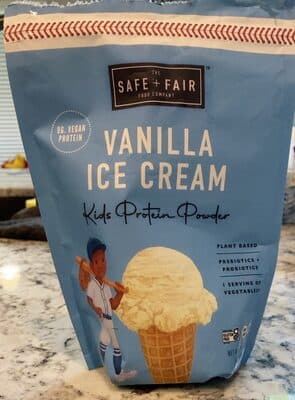 THE
SAFE + FAIR
FOOD COMPANY
™
9G VEGAN
PROTEIN
VANILLA
ICE CREAM
Kids Protein Powder
PLANT BASED
PREBIOTICS +
PROBIOTICS
1 SERVING OF
VEGETABLES